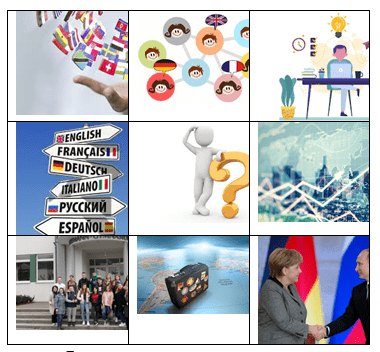 ENGLISH
FRANÇAIS
DEUTSCH
ITALIANO
РУССКИЙ
ESPAÑOL